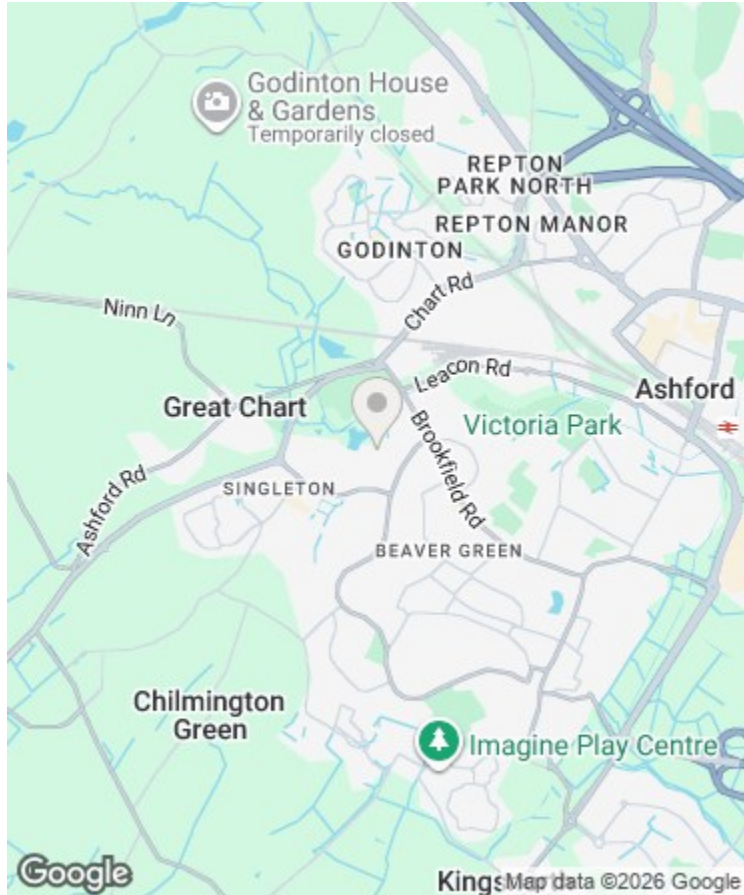 Godinton House
& Gardens
Temporarily closed
REPTON
PARK NORTH
REPTON MANOR
GODINTON
Chart Rd
Ninn Ln
Leacon Rd
Ashford
Great Chart
Victoria Park
Brookfield Rd
Ashford Rd
SINGLETON
BEAVER GREEN
Chilmington
Green
Imagine Play Centre
Google
Kings
Map data ©2026 Google